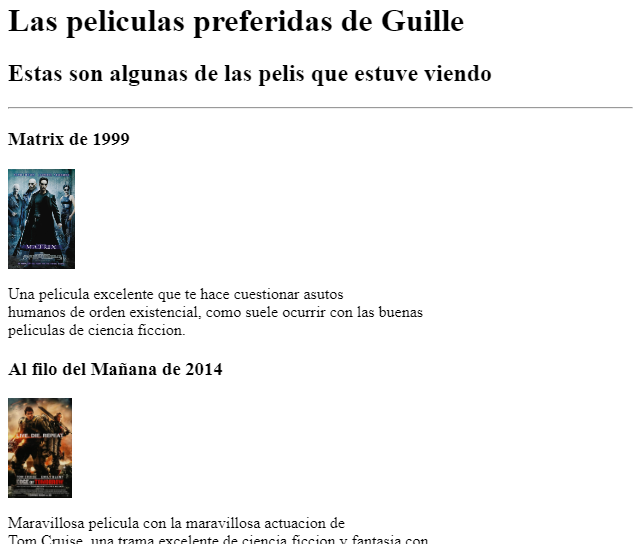 Las peliculas preferidas de Guille
Estas son algunas de las pelis que estuve viendo
Matrix de 1999
MATRIX
Una pelicula excelente que te hace cuestionar asutos
humanos de orden existencial, como suele ocurrir con las buenas
peliculas de ciencia ficcion.
Al filo del Mañana de 2014
LIVE. DIE. REPEAT.
EDGE OF TOMORROW
Maravillosa pelicula con la maravillosa actuacion de
Tom Cruise, una trama excelente de ciencia ficcion y fantasia con